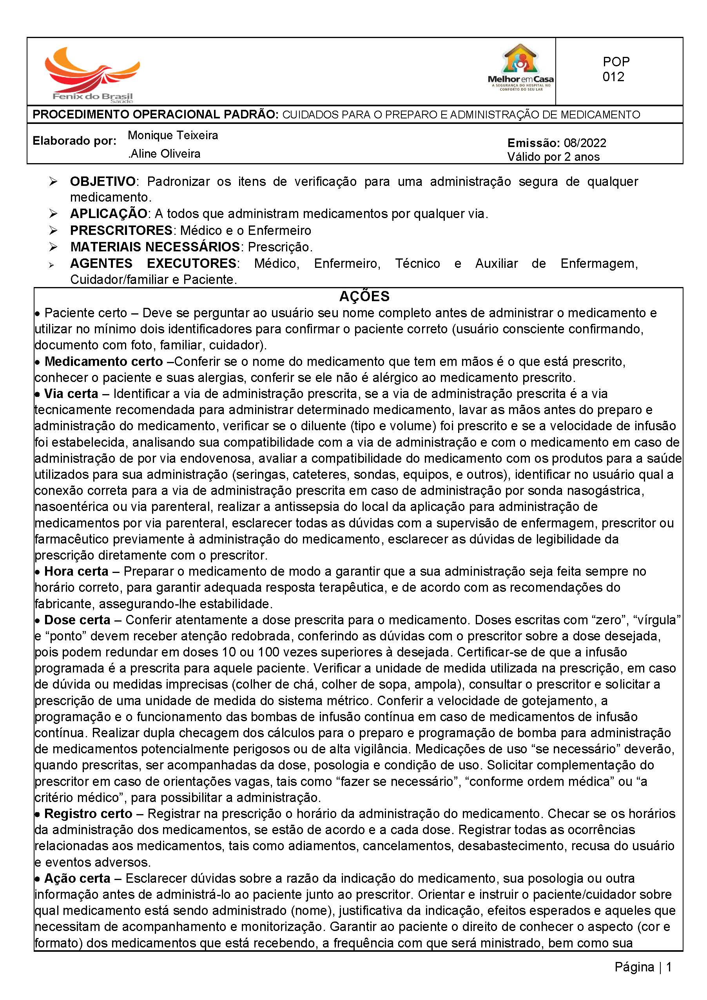 Fenix do Brasil
Saúde
Melhor em Casa
A SEGURANÇA DO HOSPITAL NO
CONFORTO DO SEU LAR
POP
012
PROCEDIMENTO OPERACIONAL PADRÃO: CUIDADOS PARA O PREPARO E ADMINISTRAÇÃO DE MEDICAMENTO
Elaborado por:
Monique Teixeira
.Aline Oliveira
Emissão: 08/2022
Válido por 2 anos
➢ OBJETIVO: Padronizar os itens de verificação para uma administração segura de qualquer
medicamento.
➢ APLICAÇÃO: A todos que administram medicamentos por qualquer via.
➢ PRESCRITORES: Médico e o Enfermeiro
➢ MATERIAIS NECESSÁRIOS: Prescrição.
➢ AGENTES EXECUTORES: Médico, Enfermeiro, Técnico e Auxiliar de Enfermagem,
Cuidador/familiar e Paciente.
AÇÕES
• Paciente certo – Deve se perguntar ao usuário seu nome completo antes de administrar o medicamento e
utilizar no mínimo dois identificadores para confirmar o paciente correto (usuário consciente confirmando,
documento com foto, familiar, cuidador).
• Medicamento certo –Conferir se o nome do medicamento que tem em mãos é o que está prescrito,
conhecer o paciente e suas alergias, conferir se ele não é alérgico ao medicamento prescrito.
• Via certa – Identificar a via de administração prescrita, se a via de administração prescrita é a via
tecnicamente recomendada para administrar determinado medicamento, lavar as mãos antes do preparo e
administração do medicamento, verificar se o diluente (tipo e volume) foi prescrito e se a velocidade de infusão
foi estabelecida, analisando sua compatibilidade com a via de administração e com o medicamento em caso de
administração de por via endovenosa, avaliar a compatibilidade do medicamento com os produtos para a saúde
utilizados para sua administração (seringas, cateteres, sondas, equipos, e outros), identificar no usuário qual a
conexão correta para a via de administração prescrita em caso de administração por sonda nasogástrica,
nasoentérica ou via parenteral, realizar a antissepsia do local da aplicação para administração de
medicamentos por via parenteral, esclarecer todas as dúvidas com a supervisão de enfermagem, prescritor ou
farmacêutico previamente à administração do medicamento, esclarecer as dúvidas de legibilidade da
prescrição diretamente com o prescritor.
• Hora certa – Preparar o medicamento de modo a garantir que a sua administração seja feita sempre no
horário correto, para garantir adequada resposta terapêutica, e de acordo com as recomendações do
fabricante, assegurando-lhe estabilidade.
• Dose certa – Conferir atentamente a dose prescrita para o medicamento. Doses escritas com “zero”, “vírgula”
e “ponto” devem receber atenção redobrada, conferindo as dúvidas com o prescritor sobre a dose desejada,
pois podem redundar em doses 10 ou 100 vezes superiores à desejada. Certificar-se de que a infusão
programada é a prescrita para aquele paciente. Verificar a unidade de medida utilizada na prescrição, em caso
de dúvida ou medidas imprecisas (colher de chá, colher de sopa, ampola), consultar o prescritor e solicitar a
prescrição de uma unidade de medida do sistema métrico. Conferir a velocidade de gotejamento, a
programação e o funcionamento das bombas de infusão contínua em caso de medicamentos de infusão
contínua. Realizar dupla checagem dos cálculos para o preparo e programação de bomba para administração
de medicamentos potencialmente perigosos ou de alta vigilância. Medicações de uso “se necessário” deverão,
quando prescritas, ser acompanhadas da dose, posologia e condição de uso. Solicitar complementação do
prescritor em caso de orientações vagas, tais como “fazer se necessário”, “conforme ordem médica” ou “a
critério médico”, para possibilitar a administração.
• Registro certo – Registrar na prescrição o horário da administração do medicamento. Checar se os horários
da administração dos medicamentos, se estão de acordo e a cada dose. Registrar todas as ocorrências
relacionadas aos medicamentos, tais como adiamentos, cancelamentos, desabastecimento, recusa do usuário
e eventos adversos.
• Ação certa – Esclarecer dúvidas sobre a razão da indicação do medicamento, sua posologia ou outra
informação antes de administrá-lo ao paciente junto ao prescritor. Orientar e instruir o paciente/cuidador sobre
qual medicamento está sendo administrado (nome), justificativa da indicação, efeitos esperados e aqueles que
necessitam de acompanhamento e monitorização. Garantir ao paciente o direito de conhecer o aspecto (cor e
formato) dos medicamentos que está recebendo, a frequência com que será ministrado, bem como sua
Página | 1